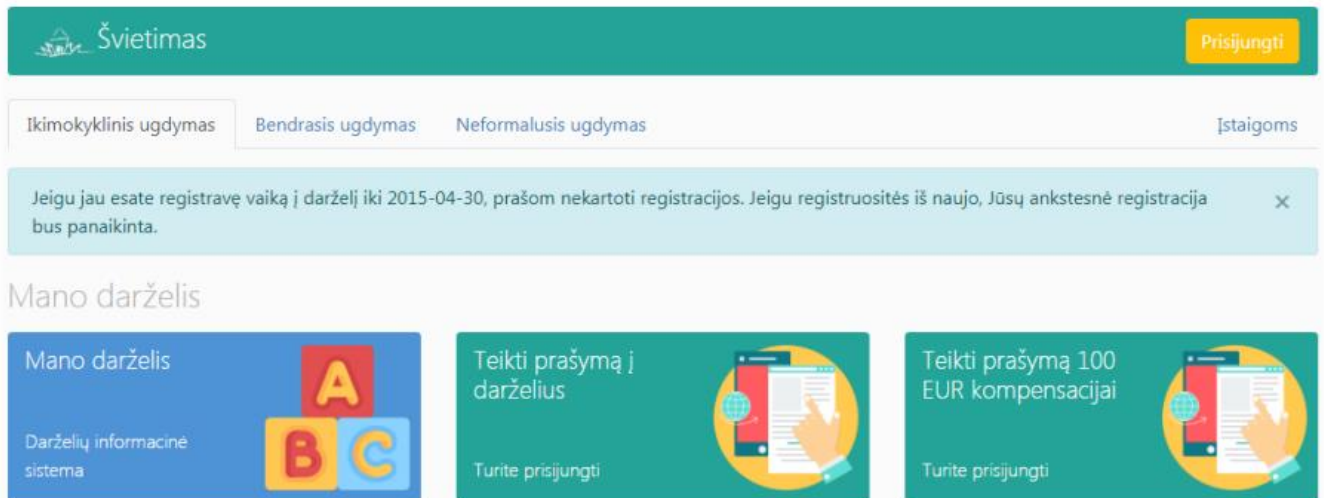 Švietimas
Prisijungti
Ikimokyklinis ugdymas
Bendrasis ugdymas
Neformalusis ugdymas
Įstaigoms
Jeigu jau esate registravę vaiką į darželį iki 2015-04-30, prašom nekartoti registracijos. Jeigu registruositės iš naujo, Jūsų ankstesnė registracija
bus panaikinta.
×
Mano darželis
Mano darželis
Darželių informacinė
sistema
A
B C
Teikti prašymą į
darželius
Turite prisijungti
Teikti prašymą 100
EUR kompensacijai
Turite prisijungti